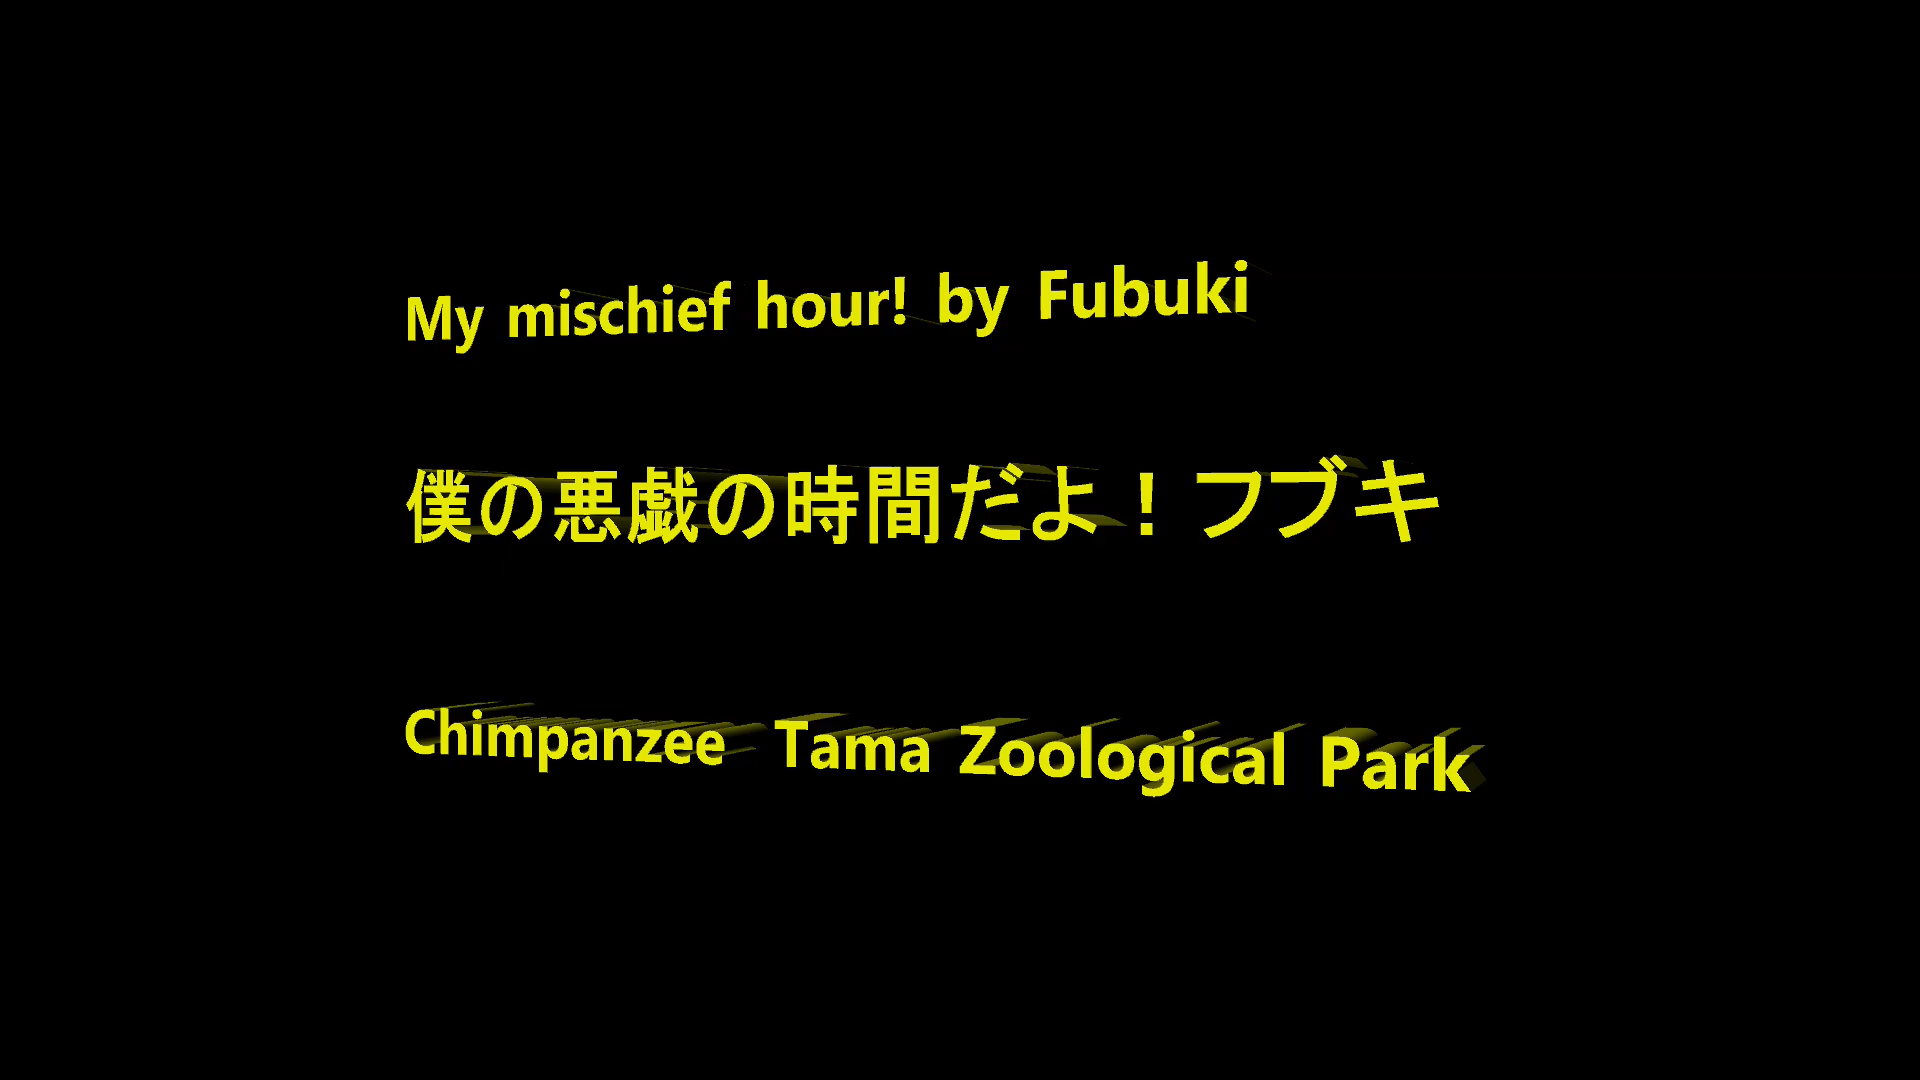 My mischief hour! by Fubuki
僕の悪戯の時間だよ！フブキ
Chimpanzee Tama Zoological Park